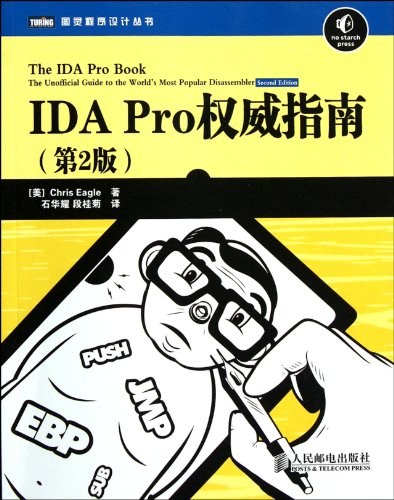 TURING 图灵程序设计丛书
no starch
press
The IDA Pro Book
The Unofficial Guide to the World's Most Popular Disassembler Second Edition
IDA Pro权威指南
(第2版)
[美] Chris Eagle 著
石华耀 段桂菊 译
PUSH
JMP
EBP
人民邮电出版社
POSTS & TELECOM PRESS